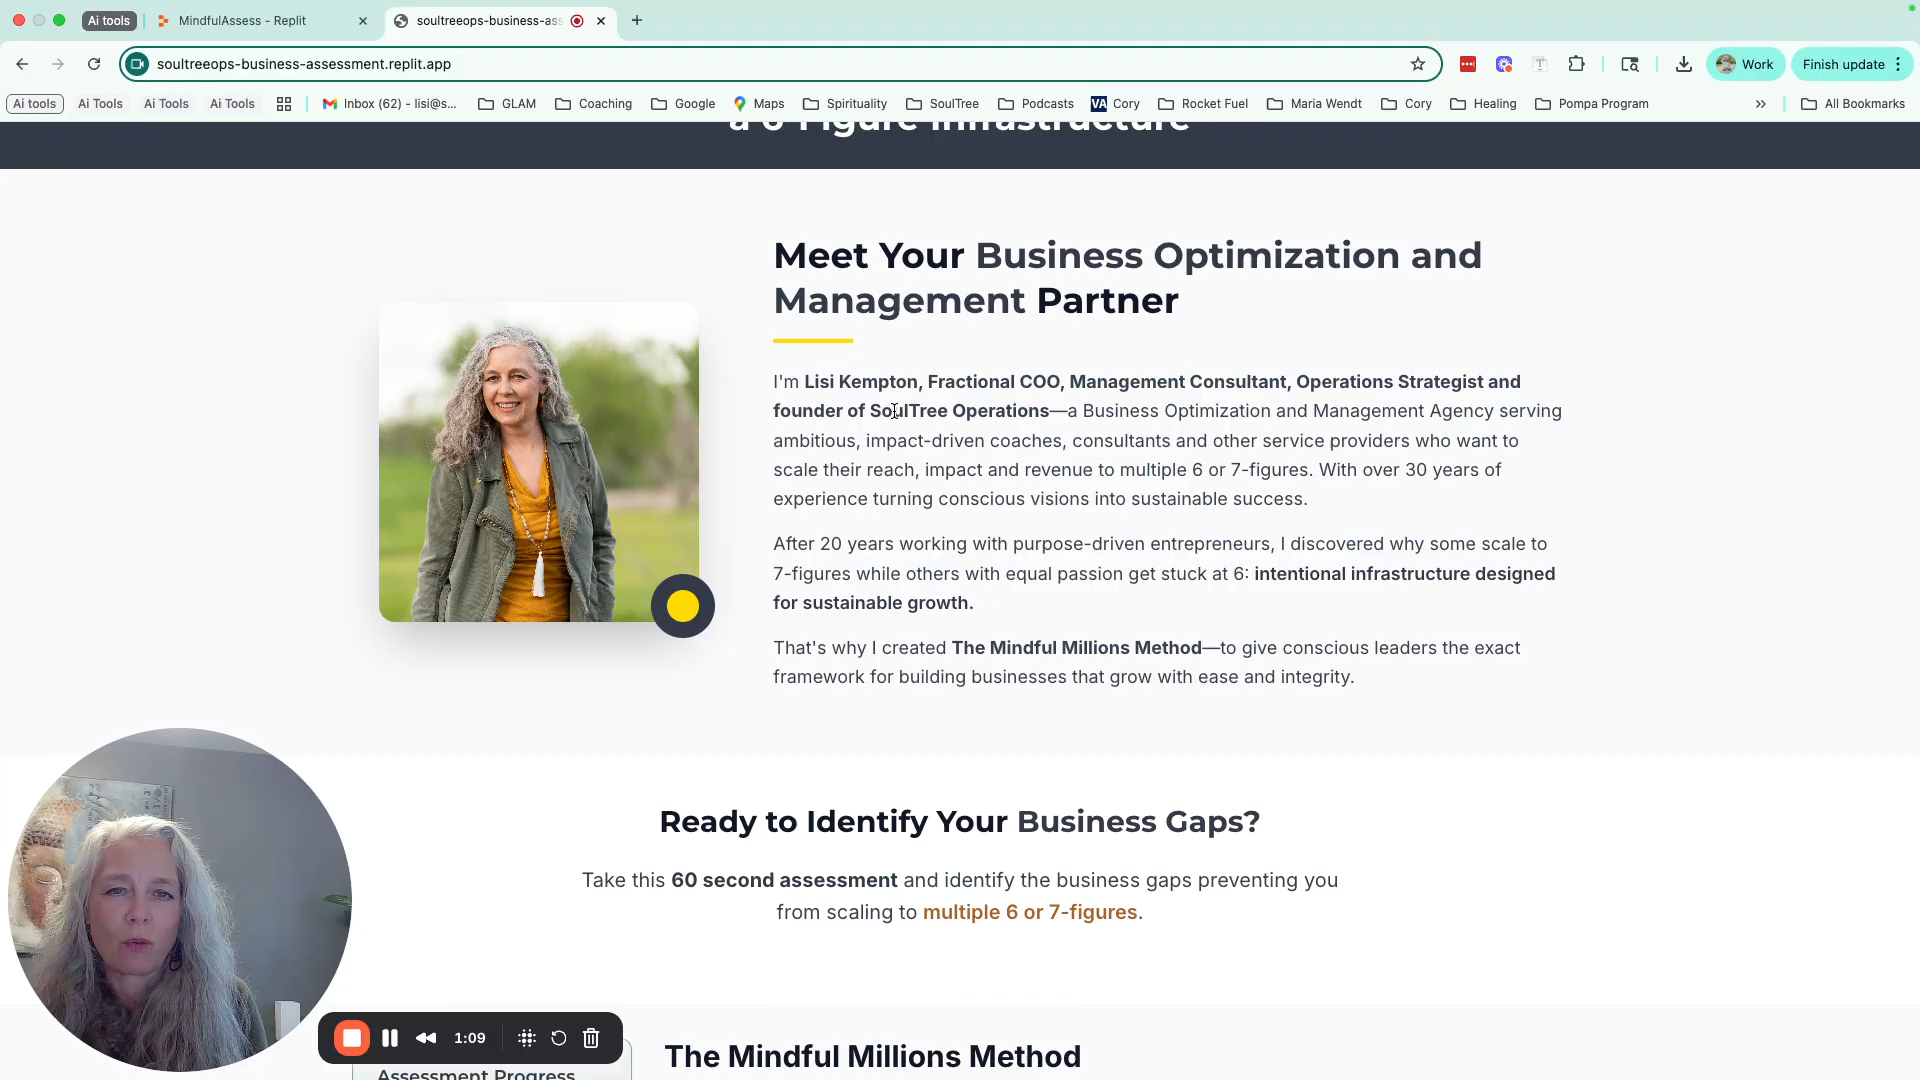 Ai tools
MindfulAssess - Replit
soultreeops-business-ass
soultreeops-business-assessment.replit.app
Work
Finish update
Ai tools
Ai Tools
Ai Tools
Ai Tools
Inbox (62) - lisi@s...
GLAM
Coaching
Google
Maps
Spirituality
SoulTree
Podcasts
VA Cory
Rocket Fuel
Maria Wendt
Cory
Healing
Pompa Program
»
All Bookmarks
a 6-Figure Infrastructure
Meet Your Business Optimization and
Management Partner
I'm Lisi Kempton, Fractional COO, Management Consultant, Operations Strategist and
founder of SoulTree Operations—a Business Optimization and Management Agency serving
ambitious, impact-driven coaches, consultants and other service providers who want to
scale their reach, impact and revenue to multiple 6 or 7-figures. With over 30 years of
experience turning conscious visions into sustainable success.
After 20 years working with purpose-driven entrepreneurs, I discovered why some scale to
7-figures while others with equal passion get stuck at 6: intentional infrastructure designed
for sustainable growth.
That's why I created The Mindful Millions Method—to give conscious leaders the exact
framework for building businesses that grow with ease and integrity.
Ready to Identify Your Business Gaps?
Take this 60 second assessment and identify the business gaps preventing you
from scaling to multiple 6 or 7-figures.
1:09
The Mindful Millions Method
Assessment Progress